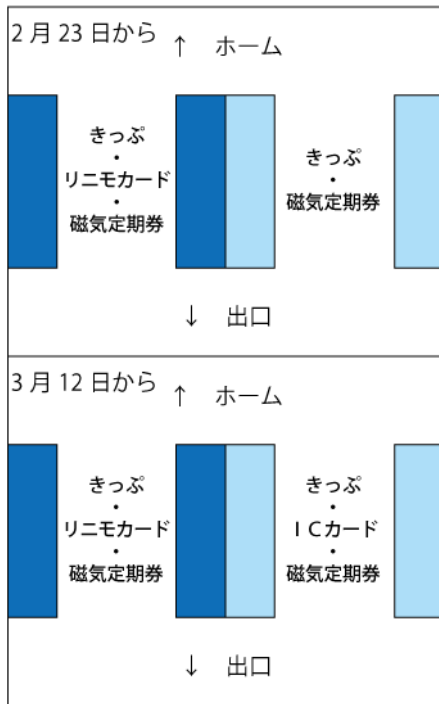 2月23日から
↑ ホーム
きっぷ
・
リニモカード
・
磁気定期券
きっぷ
・
磁気定期券
↓ 出口
3月12日から
↑ ホーム
きっぷ
・
リニモカード
・
磁気定期券
きっぷ
・
ＩＣカード
・
磁気定期券
↓ 出口